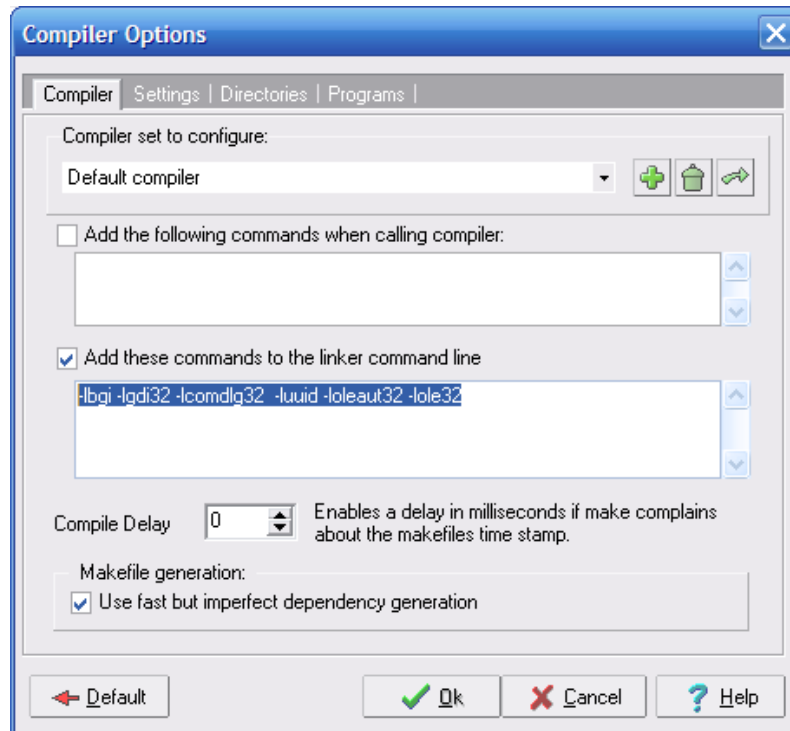 Compiler Options
Compiler Settings | Directories | Programs |
Compiler set to configure:
Default compiler
Add the following commands when calling compiler:
Add these commands to the linker command line
-lbgi -lgdi32 -lcomdlg32  -luuid -loleaut32 -lole32
Compile Delay 0 Enables a delay in milliseconds if make complains
about the makefiles time stamp.
Makefile generation:
Use fast but imperfect dependency generation
Default Ok Cancel Help